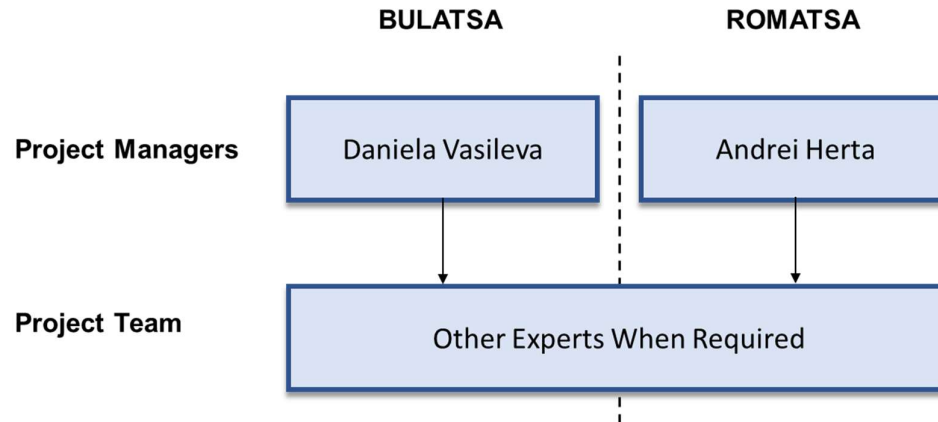 BULATSA
ROMATSA
Project Managers
Daniela Vasileva
Andrei Herta
Project Team
Other Experts When Required